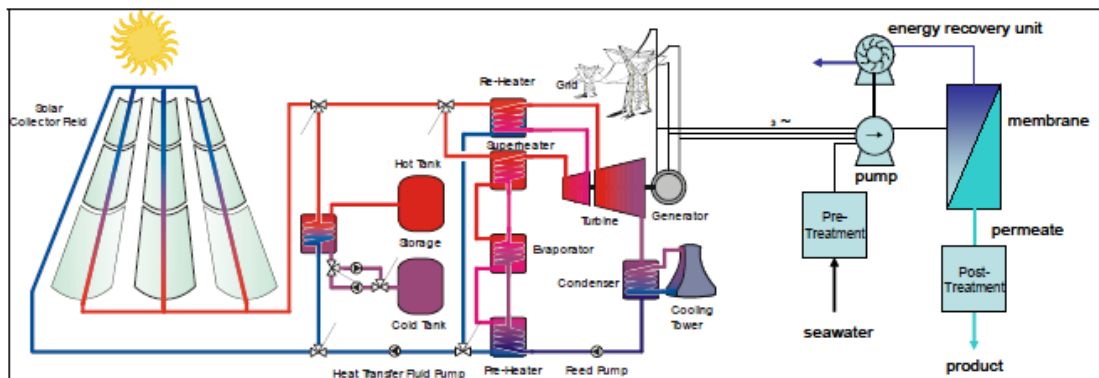 energy recovery unit
Re-Heater
Grid
Solar
Collector Field
3 ~
membrane
Superheater
Hot Tank
pump
Turbine
Generator
Pre-
Treatment
permeate
Storage
Evaporator
Condenser
Post-
Treatment
Cold Tank
Cooling
Tower
seawater
Heat Transfer Fluid Pump
Pre-Heater
Feed Pump
product